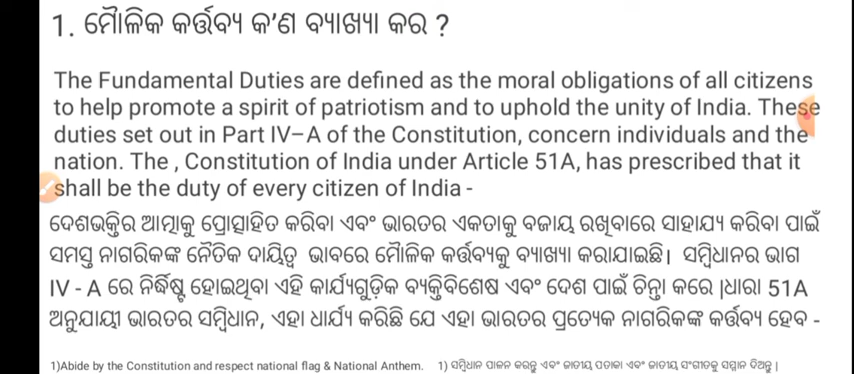 1. ମୌଳିକ କର୍ତ୍ତବ୍ୟ କ'ଣ ବ୍ୟାଖ୍ୟା କର ?
The Fundamental Duties are defined as the moral obligations of all citizens
to help promote a spirit of patriotism and to uphold the unity of India. These
duties set out in Part IV–A of the Constitution, concern individuals and the
nation. The , Constitution of India under Article 51A, has prescribed that it
shall be the duty of every citizen of India -
ଦେଶଭକ୍ତିର ଆତ୍ମାକୁ ପ୍ରୋତ୍ସାହିତ କରିବା ଏବଂ ଭାରତର ଏକତାକୁ ବଜାୟ ରଖିବାରେ ସାହାଯ୍ୟ କରିବା ପାଇଁ
ସମସ୍ତ ନାଗରିକଙ୍କ ନୈତିକ ଦାୟିତ୍ୱ ଭାବରେ ମୌଳିକ କର୍ତ୍ତବ୍ୟକୁ ବ୍ୟାଖ୍ୟା କରାଯାଇଛି। ସମ୍ବିଧାନର ଭାଗ
IV - A ରେ ନିର୍ଦ୍ଧିଷ୍ଟ ହୋଇଥିବା ଏହି କାର୍ଯ୍ୟଗୁଡ଼ିକ ବ୍ୟକ୍ତିବିଶେଷ ଏବଂ ଦେଶ ପାଇଁ ଚିନ୍ତା କରେ |ଧାରା 51A
ଅନୁଯାୟୀ ଭାରତର ସମ୍ବିଧାନ, ଏହା ଧାର୍ଯ୍ୟ କରିଛି ଯେ ଏହା ଭାରତର ପ୍ରତ୍ୟେକ ନାଗରିକଙ୍କ କର୍ତ୍ତବ୍ୟ ହେବ -
1)Abide by the Constitution and respect national flag & National Anthem. 1) ସମ୍ବିଧାନ ପାଳନ କରନ୍ତୁ ଏବଂ ଜାତୀୟ ପତାକା ଏବଂ ଜାତୀୟ ସଂଗୀତକୁ ସମ୍ମାନ ଦିଅନ୍ତୁ |